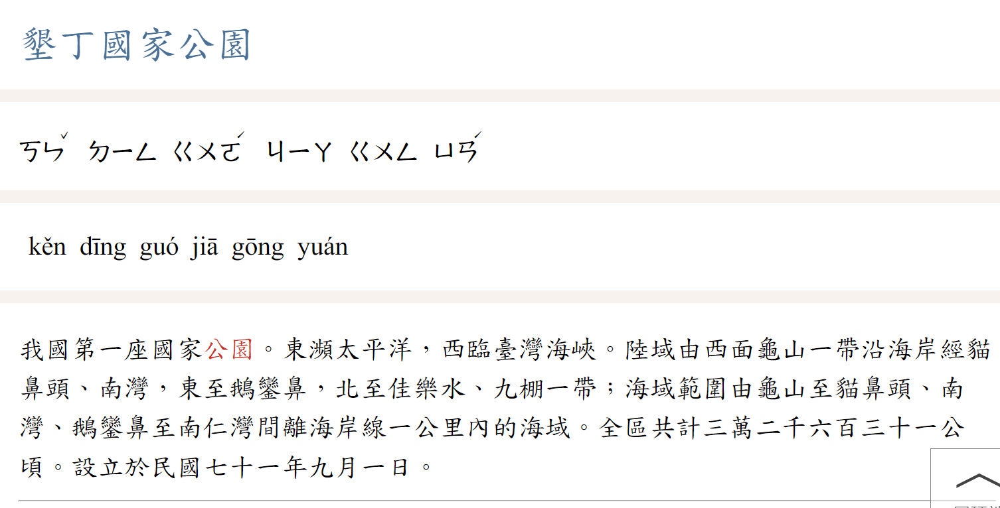 墾丁國家公園
ㄎㄣˇ ㄉㄧㄥ ㄍㄨㄛˊ ㄐㄧㄚ ㄍㄨㄥ ㄩㄢˊ
kěn dīng guó jiā gōng yuán
我國第一座國家公園。東瀕太平洋，西臨臺灣海峽。陸域由西面龜山一帶沿海岸經貓
鼻頭、南灣，東至鵝鑾鼻，北至佳樂水、九棚一帶；海域範圍由龜山至貓鼻頭、南
灣、鵝鑾鼻至南仁灣間離海岸線一公里內的海域。全區共計三萬二千六百三十一公
頃。設立於民國七十一年九月一日。